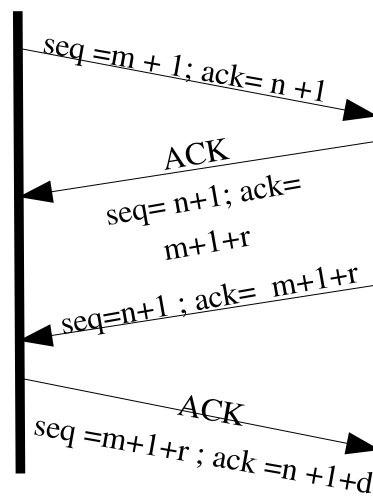 seq =m + 1; ack= n +1
ACK
seq= n+1; ack=
m+1+r
seq=n+1 ; ack=  m+1+r
ACK
seq =m+1+r ; ack =n +1+d